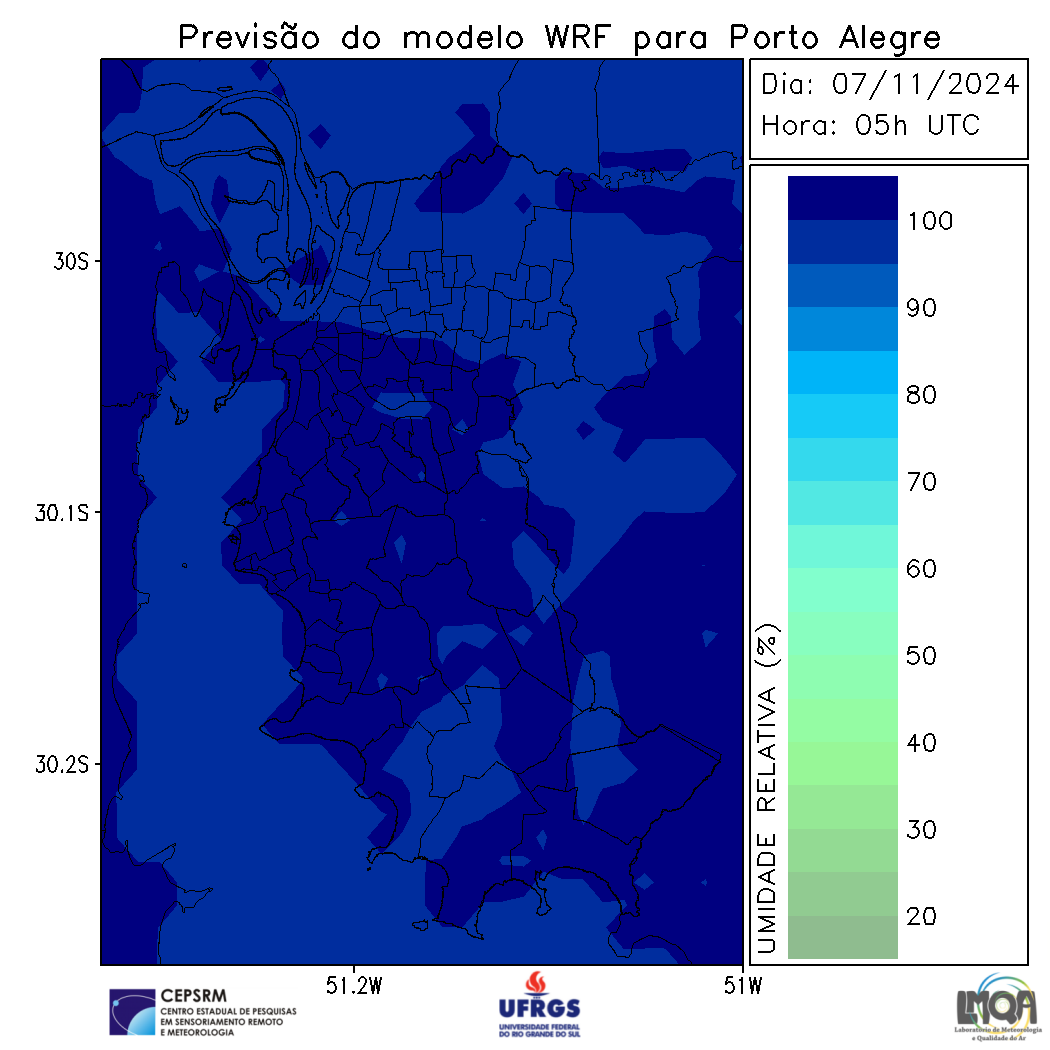 Previsão do modelo WRF para Porto Alegre
Dia: 07/11/2024
Hora: 05h UTC
100
90
80
70
60
50
40
30
20
UMIDADE RELATIVA (%)
30S
30.1S
30.2S
51.2W
51W
CEPSRM
CENTRO ESTADUAL DE PESQUISAS
EM SENSORIAMENTO REMOTO
E METEOROLOGIA
UFRGS
UNIVERSIDADE FEDERAL
DO RIO GRANDE DO SUL
LMQA
Laboratório de Meteorologia
e Qualidade do Ar